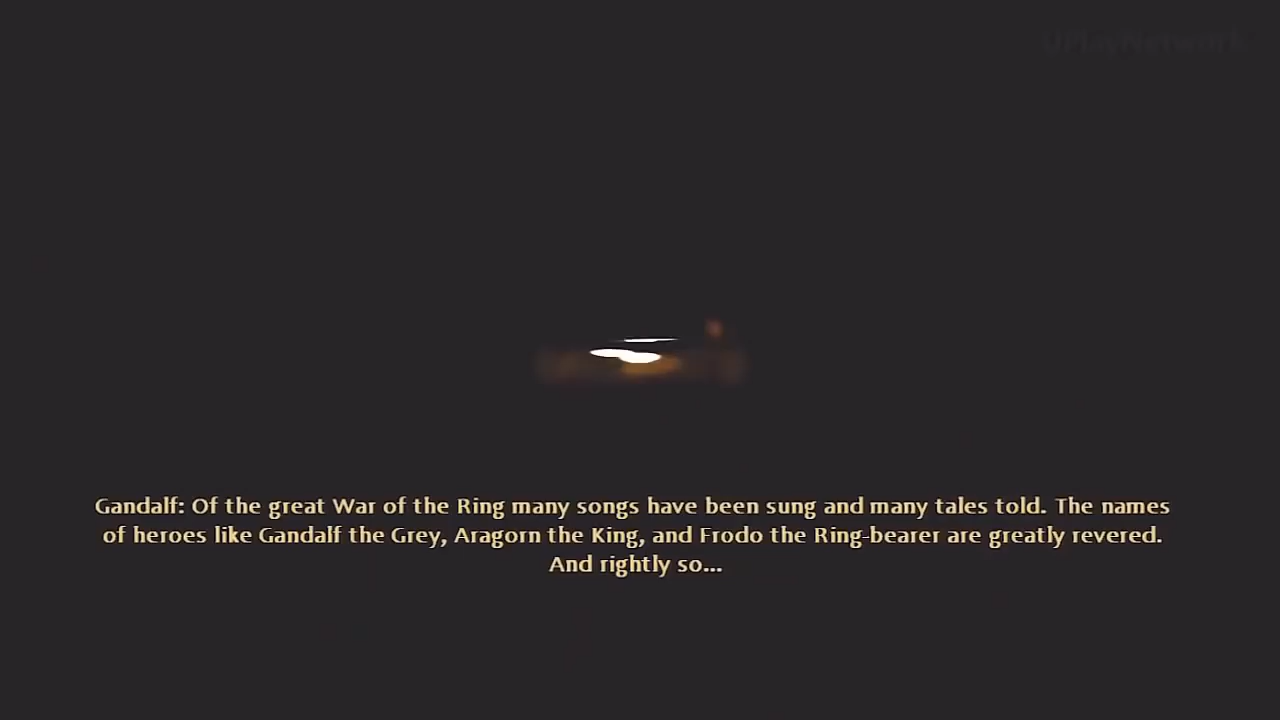 Gandalf: Of the great War of the Ring many songs have been sung and many tales told. The names
of heroes like Gandalf the Grey, Aragorn the King, and Frodo the Ring-bearer are greatly revered.
And rightly so...